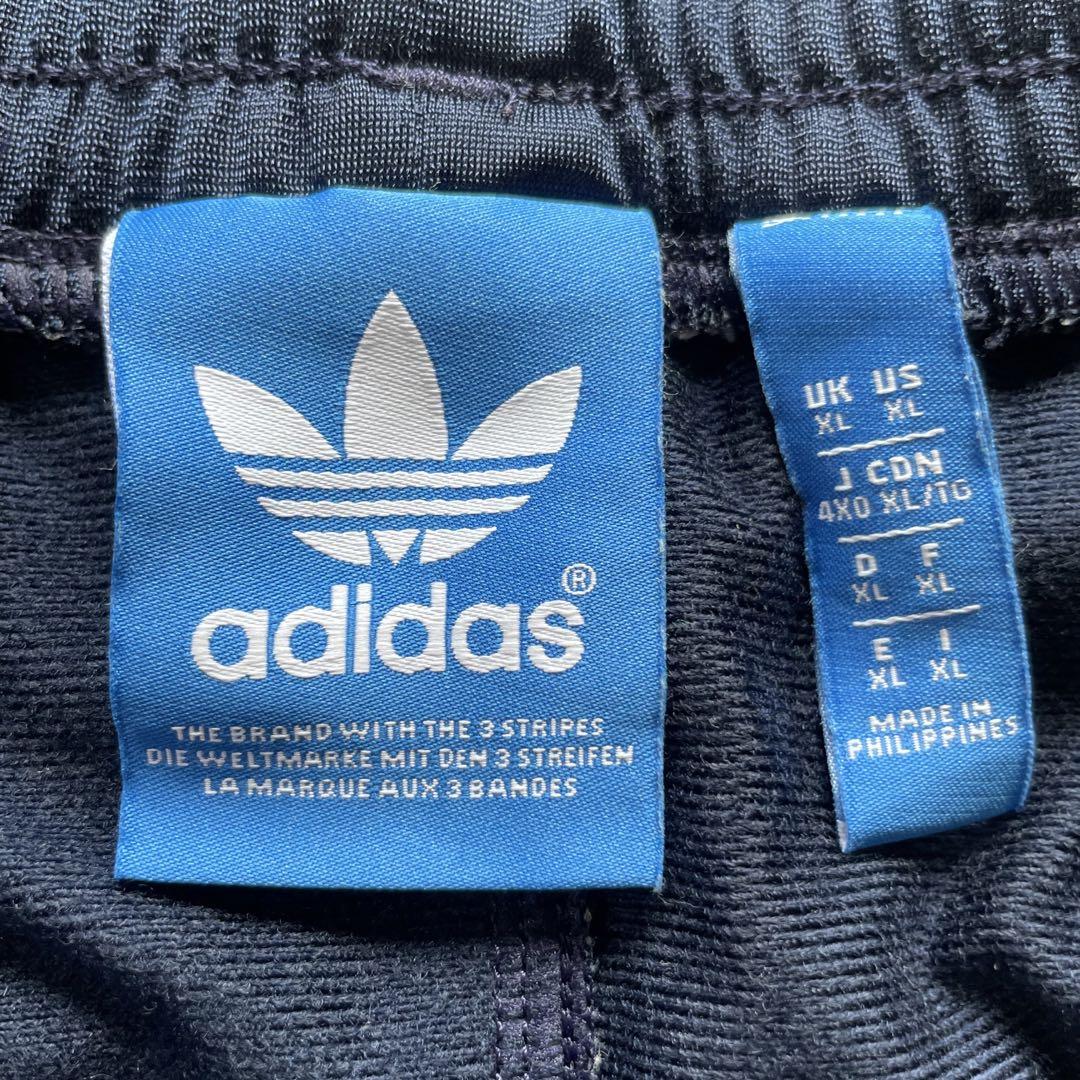 adidas®
THE BRAND WITH THE 3 STRIPES
DIE WELTMARKE MIT DEN 3 STREIFEN
LA MARQUE AUX 3 BANDES
UK US
XL XL
J CDN
4XO XL/TG
D F
XL XL
E I
XL XL
MADE IN
PHILIPPINES